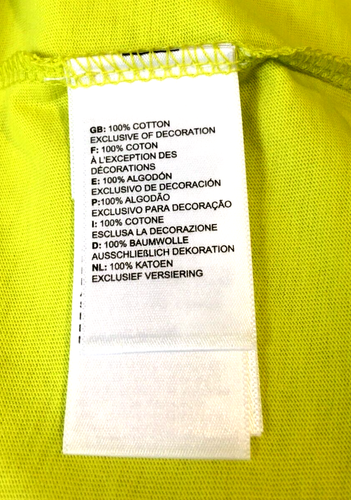 GB: 100% COTTON
EXCLUSIVE OF DECORATION
F: 100% COTON
À L'EXCEPTION DES
DÉCORATIONS
E: 100% ALGODÓN
EXCLUSIVO DE DECORACIÓN
P:100% ALGODÃO
EXCLUSIVO PARA DECORAÇÃO
I: 100% COTONE
ESCLUSA LA DECORAZIONE
D: 100% BAUMWOLLE
AUSSCHLIEßLICH DEKORATION
NL: 100% KATOEN
EXCLUSIEF VERSIERING